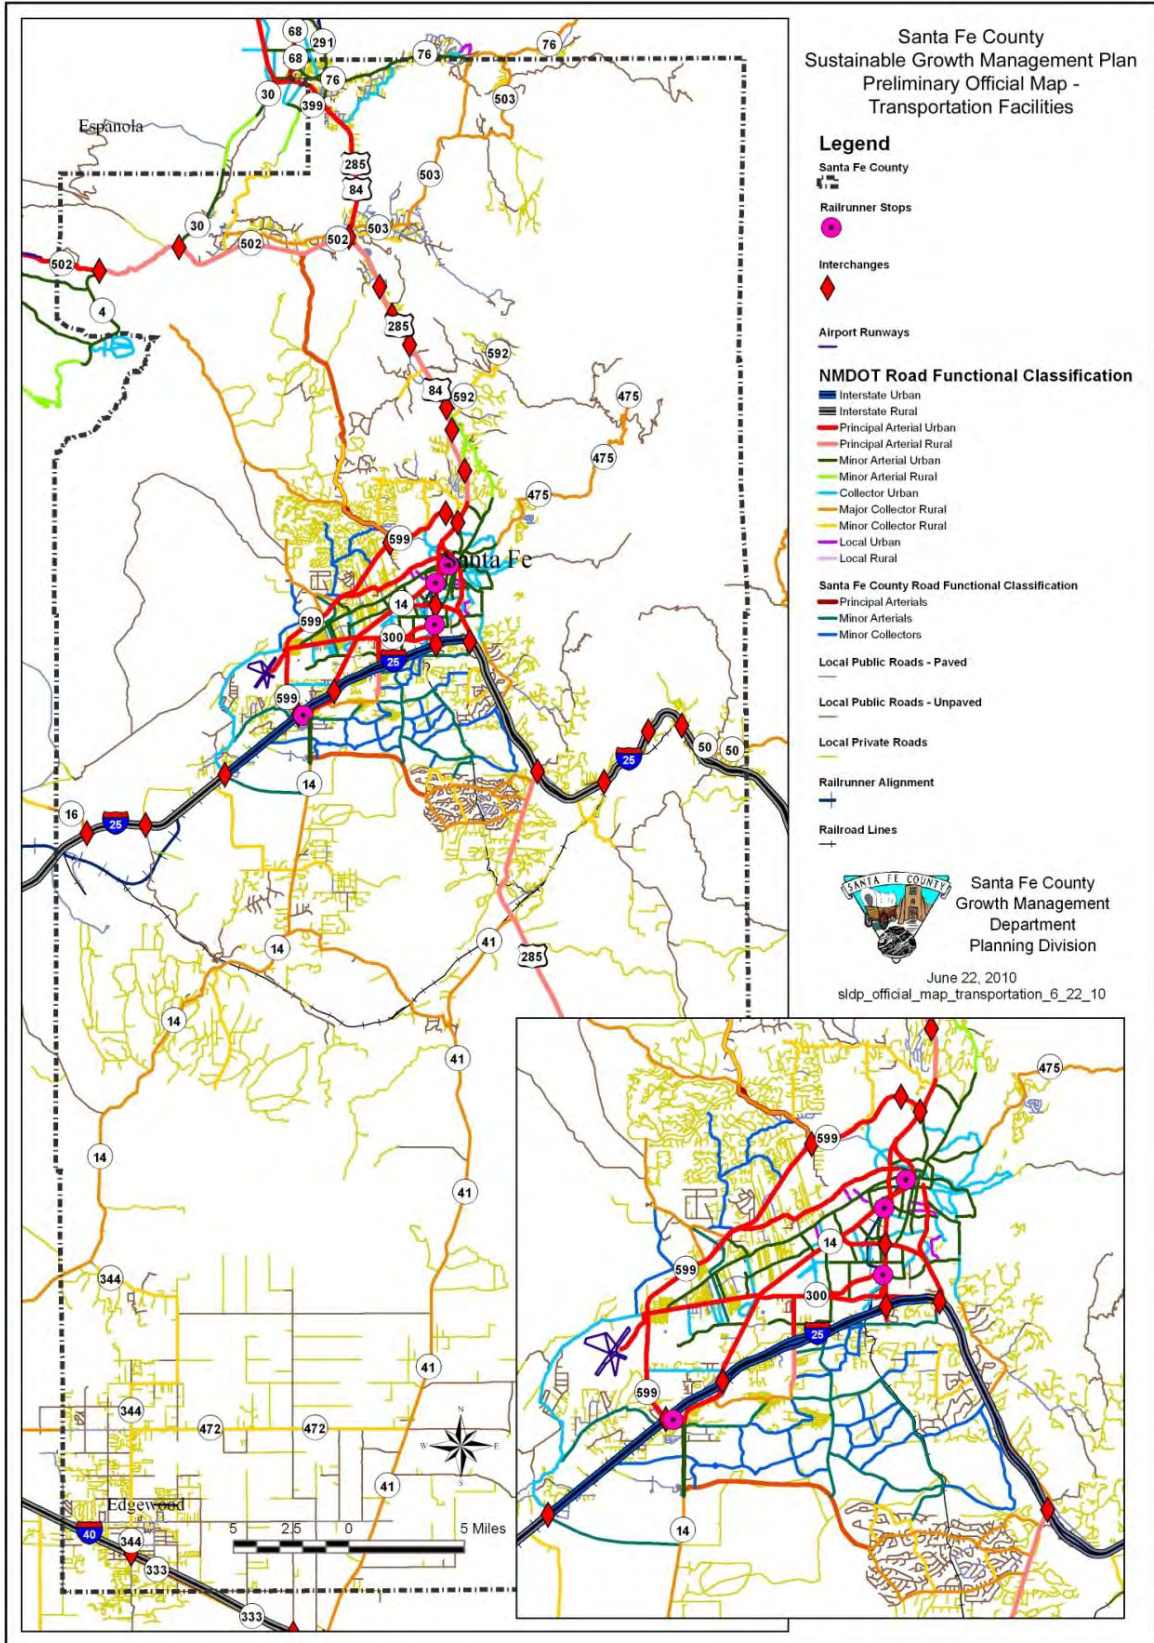 Santa Fe County
Sustainable Growth Management Plan
Preliminary Official Map -
Transportation Facilities
Legend
Santa Fe County
Railrunner Stops
Interchanges
Airport Runways
NMDOT Road Functional Classification
Interstate Urban
Interstate Rural
Principal Arterial Urban
Principal Arterial Rural
Minor Arterial Urban
Minor Arterial Rural
Collector Urban
Major Collector Rural
Minor Collector Rural
Local Urban
Local Rural
Santa Fe County Road Functional Classification
Principal Arterials
Minor Arterials
Minor Collectors
Local Public Roads - Paved
Local Public Roads - Unpaved
Local Private Roads
Railrunner Alignment
Railroad Lines
SANTA FE COUNTY
Santa Fe County
Growth Management
Department
Planning Division
June 22, 2010
sldp_official_map_transportation_6_22_10
68
291
68
76
76
76
30
399
503
Espanola
285
84
503
30
502
502
503
502
4
285
592
84
592
475
475
475
599
Santa Fe
14
599
300
25
599
50
50
25
14
16
25
14
41
285
14
41
14
41
344
41
344
472
472
41
N
W
E
S
Edgewood
40
344
333
333
5
2.5
0
5 Miles
475
599
14
599
300
25
599
14